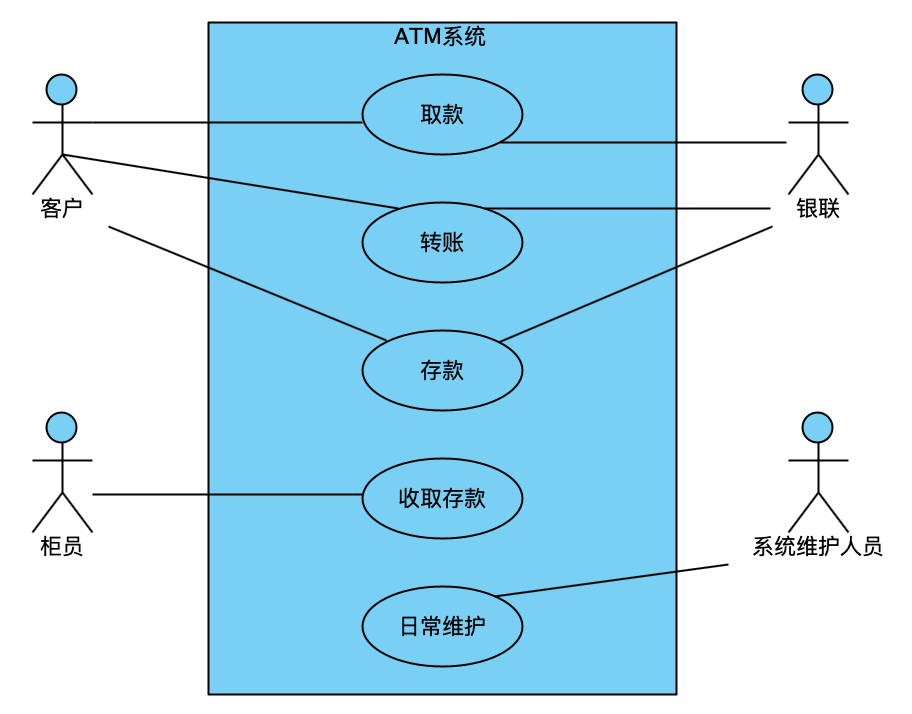 ATM系统
取款
客户
银联
转账
存款
收取存款
柜员
系统维护人员
日常维护